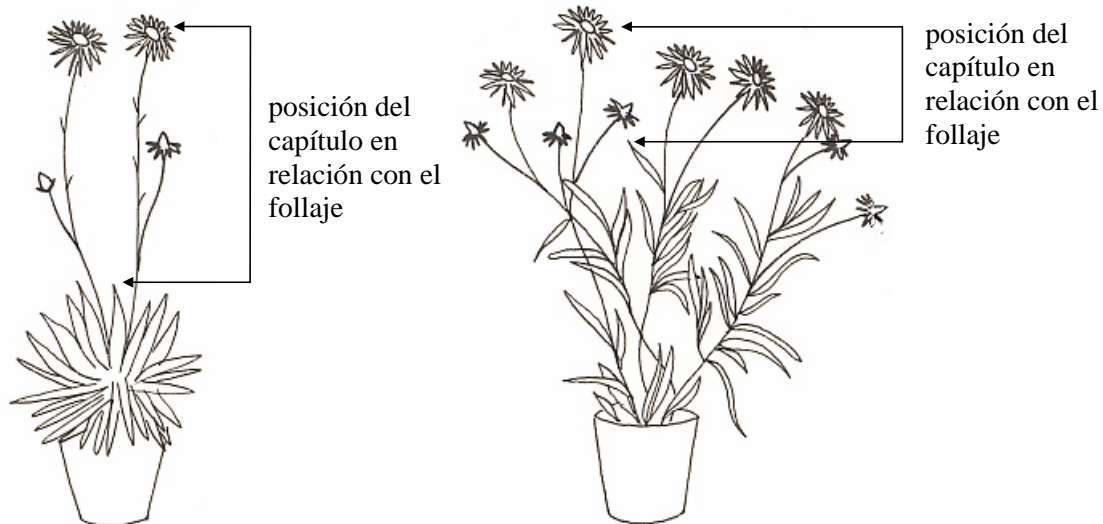 posición del
capítulo en
relación con el
follaje
posición del
capítulo en
relación con el
follaje